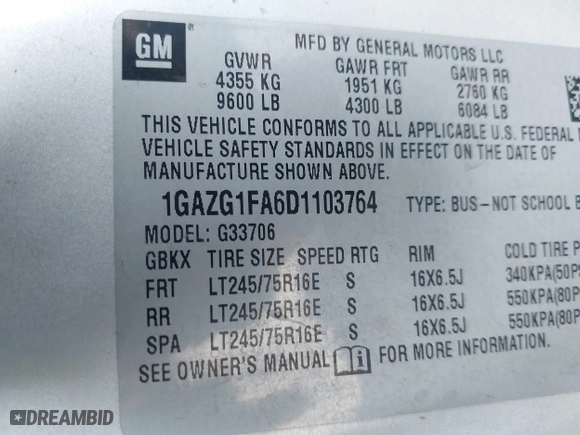 GM
MFD BY GENERAL MOTORS LLC
GVWR GAWR FRT GAWR RR
4355 KG 1951 KG 2760 KG
9600 LB 4300 LB 6084 LB
THIS VEHICLE CONFORMS TO ALL APPLICABLE U.S. FEDERAL
VEHICLE SAFETY STANDARDS IN EFFECT ON THE DATE OF
MANUFACTURE SHOWN ABOVE.
1GAZG1FA6D1103764 TYPE: BUS-NOT SCHOOL B
MODEL: G33706
GBKX TIRE SIZE SPEED RTG RIM COLD TIRE P
FRT LT245/75R16E S 16X6.5J 340KPA(50P
RR LT245/75R16E S 16X6.5J 550KPA(80P
SPA LT245/75R16E S 16X6.5J 550KPA(80P
SEE OWNER'S MANUAL i FOR MORE INFORMATION.
DREAMBID